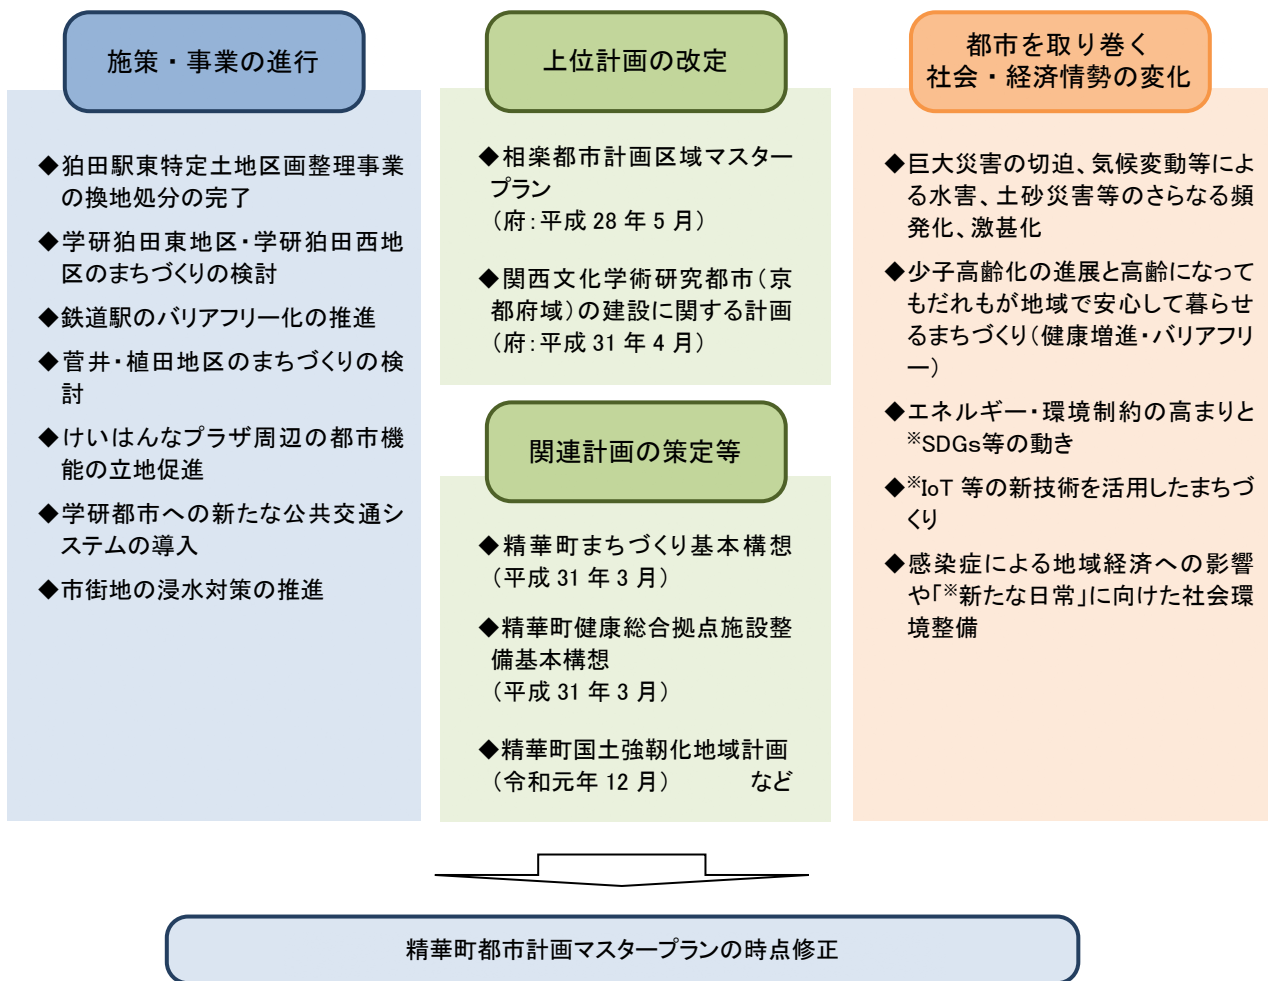 施策・事業の進行
◆狛田駅東特定土地区画整理事業
の換地処分の完了
◆学研狛田東地区・学研狛田西地
区のまちづくりの検討
◆鉄道駅のバリアフリー化の推進
◆菅井・植田地区のまちづくりの検
討
◆けいはんなプラザ周辺の都市機
能の立地促進
◆学研都市への新たな公共交通シ
ステムの導入
◆市街地の浸水対策の推進
上位計画の改定
◆相楽都市計画区域マスター
プラン
（府：平成 28 年 5 月）
◆関西文化学術研究都市（京
都府域）の建設に関する計画
（府：平成 31 年 4 月）
関連計画の策定等
◆精華町まちづくり基本構想
（平成 31 年 3 月）
◆精華町健康総合拠点施設整
備基本構想
（平成 31 年 3 月）
◆精華町国土強靭化地域計画
（令和元年 12 月） など
都市を取り巻く
社会・経済情勢の変化
◆巨大災害の切迫、気候変動等によ
る水害、土砂災害等のさらなる頻
発化、激甚化
◆少子高齢化の進展と高齢になって
もだれもが地域で安心して暮らせ
るまちづくり（健康増進・バリアフリ
ー）
◆エネルギー・環境制約の高まりと
※SDGs等の動き
◆※IoT 等の新技術を活用したまちづ
くり
◆感染症による地域経済への影響
や「※新たな日常」に向けた社会環
境整備
精華町都市計画マスタープランの時点修正